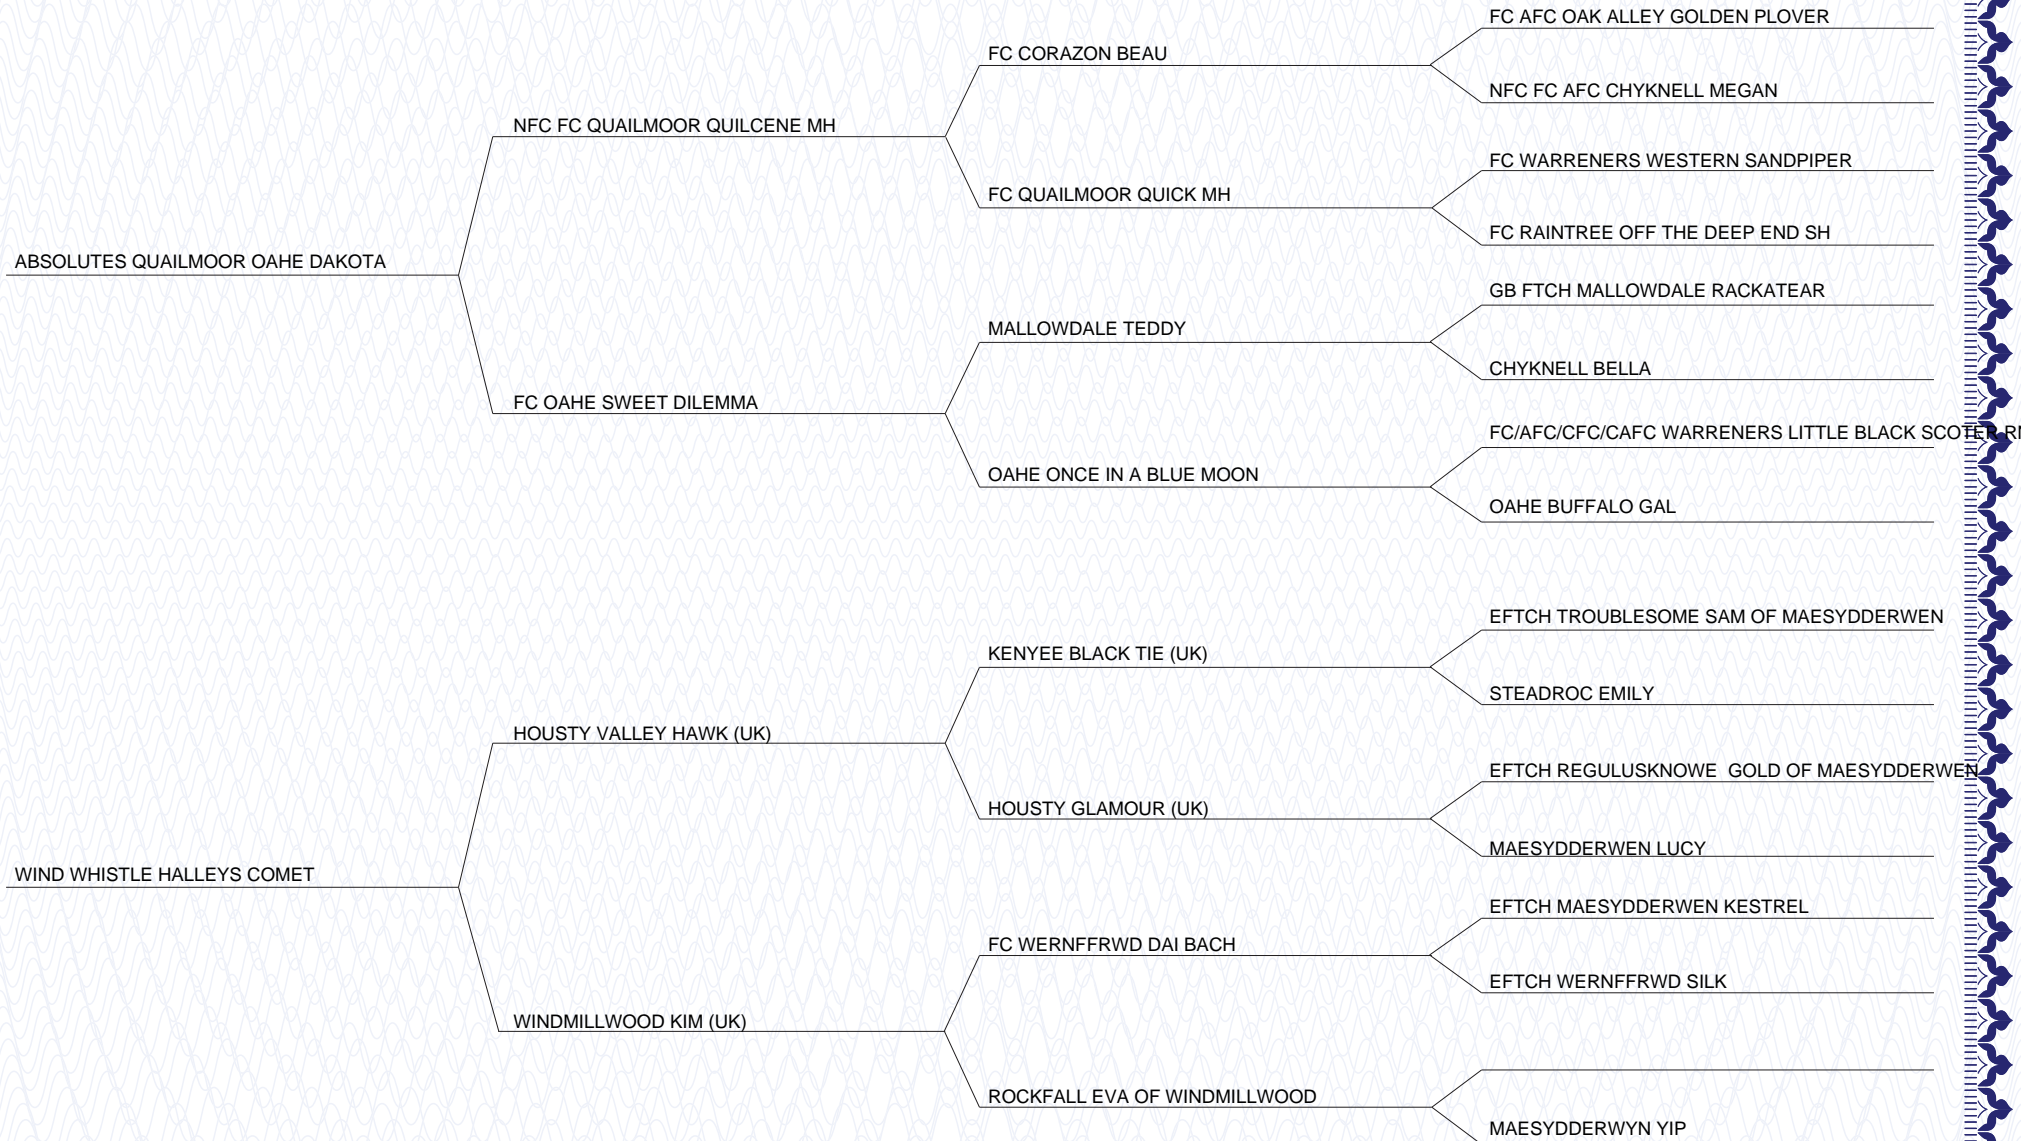 FC AFC OAK ALLEY GOLDEN PLOVER
FC CORAZON BEAU
NFC FC AFC CHYKNELL MEGAN
NFC FC QUAILMOOR QUILCENE MH
FC WARRENERS WESTERN SANDPIPER
FC QUAILMOOR QUICK MH
FC RAINTREE OFF THE DEEP END SH
ABSOLUTES QUAILMOOR OAHE DAKOTA
GB FTCH MALLOWDALE RACKATEAR
MALLOWDALE TEDDY
CHYKNELL BELLA
FC OAHE SWEET DILEMMA
FC/AFC/CFC/CAFC WARRENERS LITTLE BLACK SCOTER
OAHE ONCE IN A BLUE MOON
OAHE BUFFALO GAL
EFTCH TROUBLESOME SAM OF MAESYDDERWEN
KENYEE BLACK TIE (UK)
STEADROC EMILY
HOUSTY VALLEY HAWK (UK)
EFTCH REGULUSKNOWE  GOLD OF MAESYDDERWEN
HOUSTY GLAMOUR (UK)
MAESYDDERWEN LUCY
WIND WHISTLE HALLEYS COMET
EFTCH MAESYDDERWEN KESTREL
FC WERNFFRWD DAI BACH
EFTCH WERNFFRWD SILK
WINDMILLWOOD KIM (UK)
ROCKFALL EVA OF WINDMILLWOOD
MAESYDDERWYN YIP